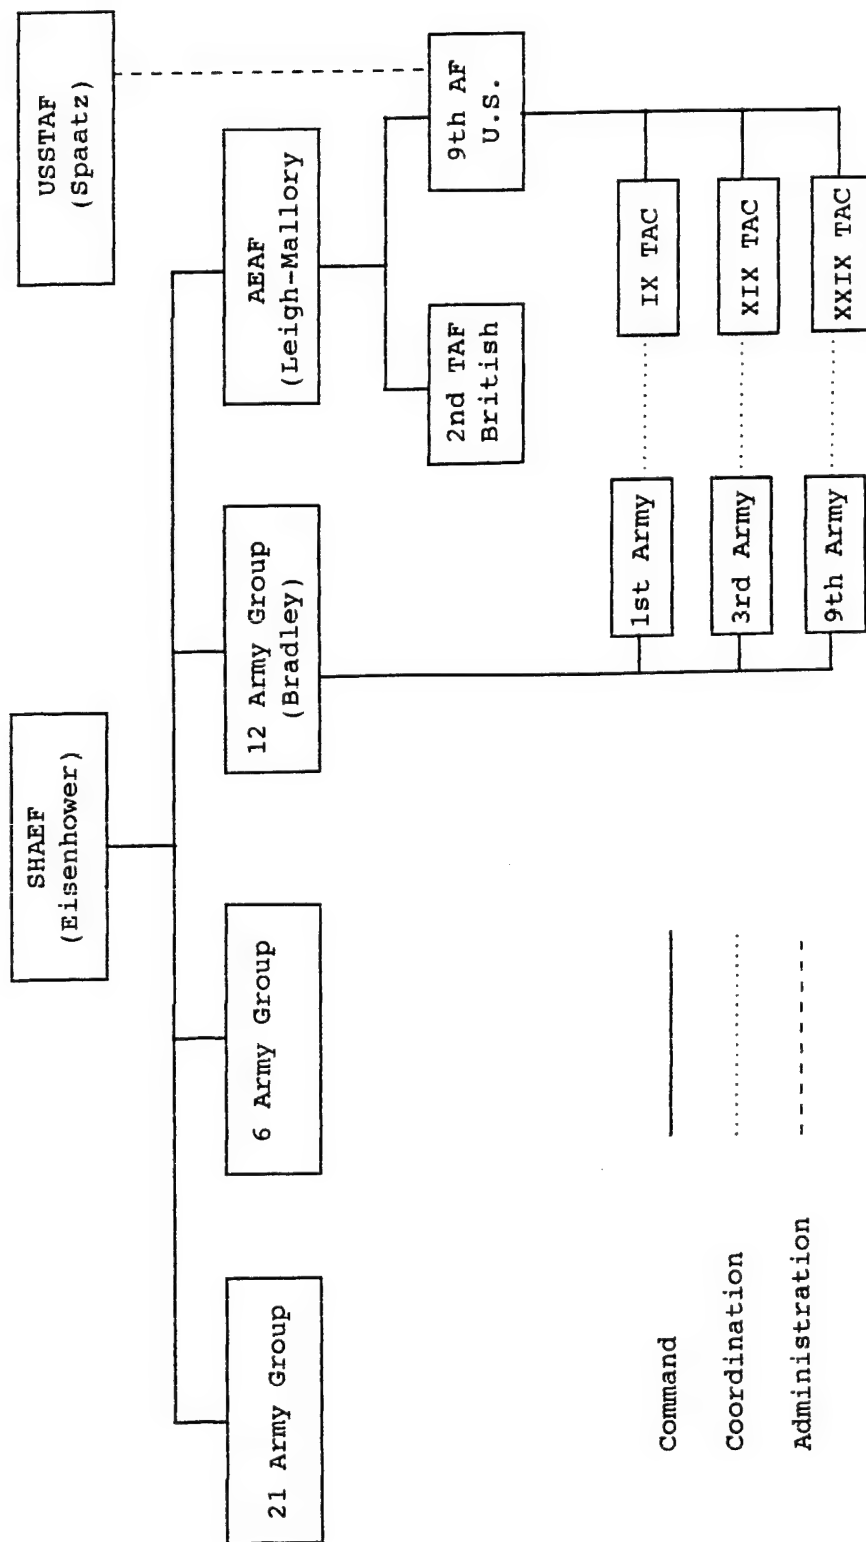 SHAEF
(Eisenhower)
USSTAF
(Spaatz)
21 Army Group
6 Army Group
12 Army Group
(Bradley)
AEAF
(Leigh-Mallory)
2nd TAF
British
9th AF
U.S.
1st Army
IX TAC
3rd Army
XIX TAC
9th Army
XXIX TAC
Command
Coordination
Administration